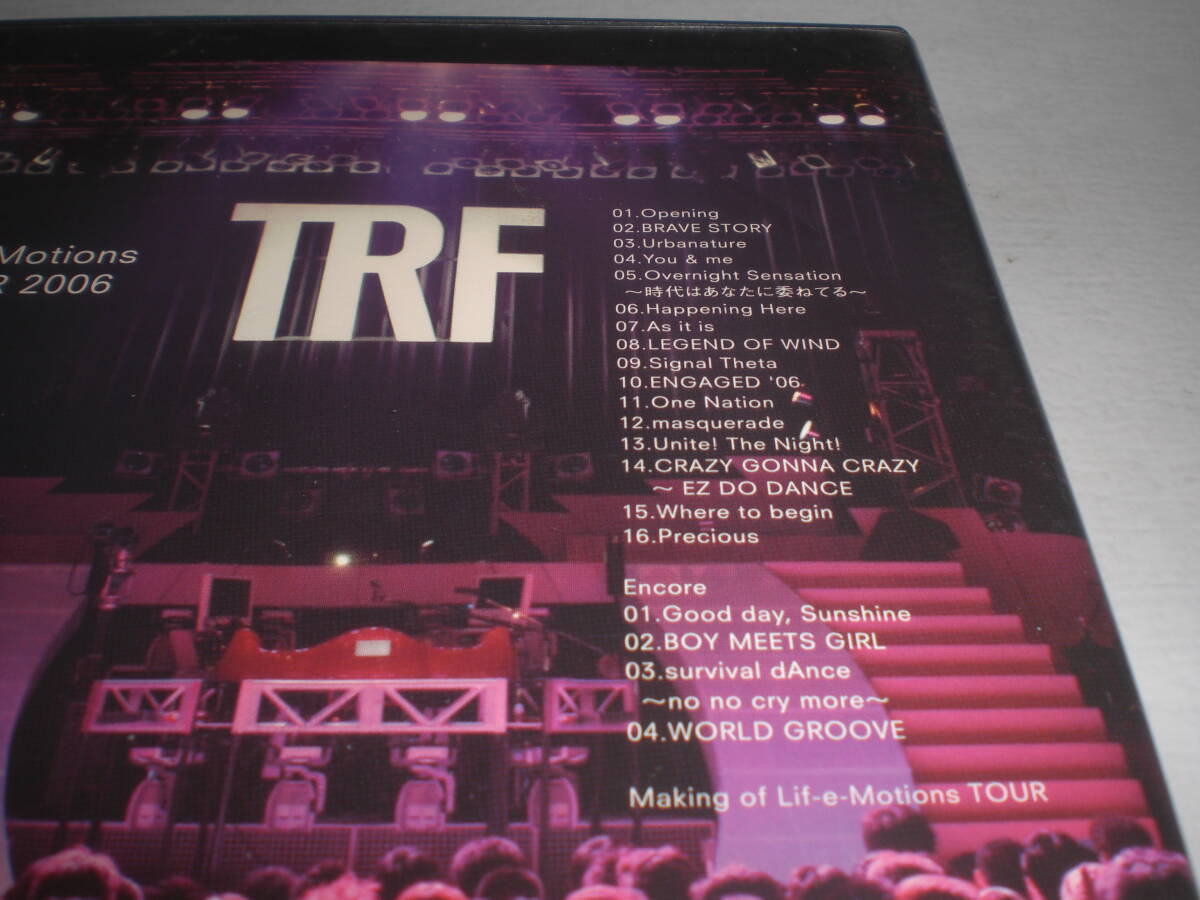 Motions
R 2006
TRF
01.Opening
02.BRAVE STORY
03.Urbanature
04.You & me
05.Overnight Sensation
～時代はあなたに委ねてる～
06.Happening Here
07.As it is
08.LEGEND OF WIND
09.Signal Theta
10.ENGAGED '06
11.One Nation
12.masquerade
13.Unite! The Night!
14.CRAZY GONNA CRAZY
～ EZ DO DANCE
15.Where to begin
16.Precious
Encore
01.Good day, Sunshine
02.BOY MEETS GIRL
03.survival dAnce
～no no cry more～
04.WORLD GROOVE
Making of Lif-e-Motions TOUR